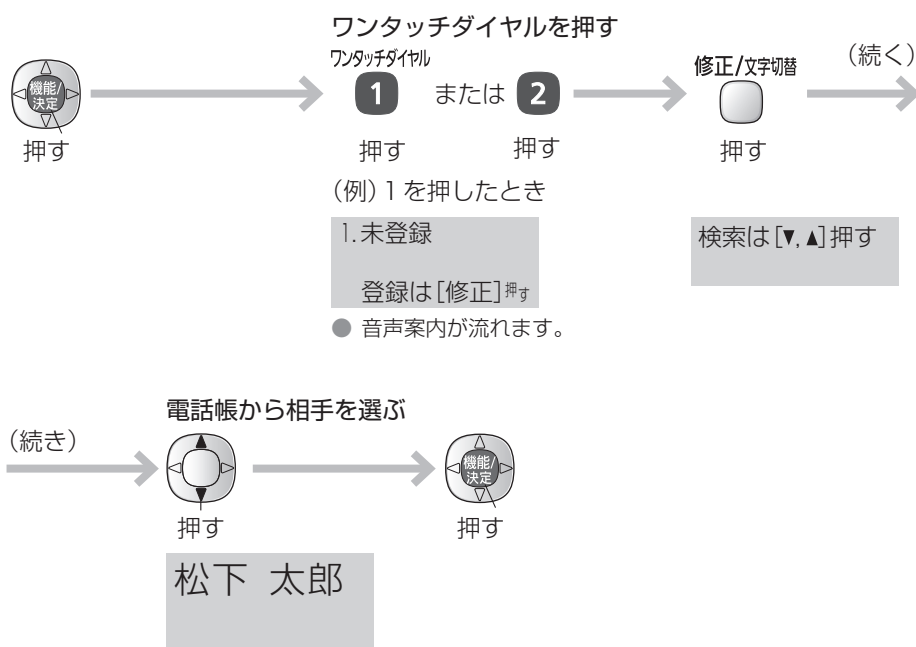 ワンタッチダイヤルを押す
ワンタッチダイヤル
修正/文字切替
(続く)
機能/
決定
1 または 2
押す
押す
押す
押す
(例)1を押したとき
1.未登録
登録は[修正]押す
検索は[▼,▲]押す
● 音声案内が流れます。
電話帳から相手を選ぶ
(続き)
機能/
決定
押す
押す
松下 太郎